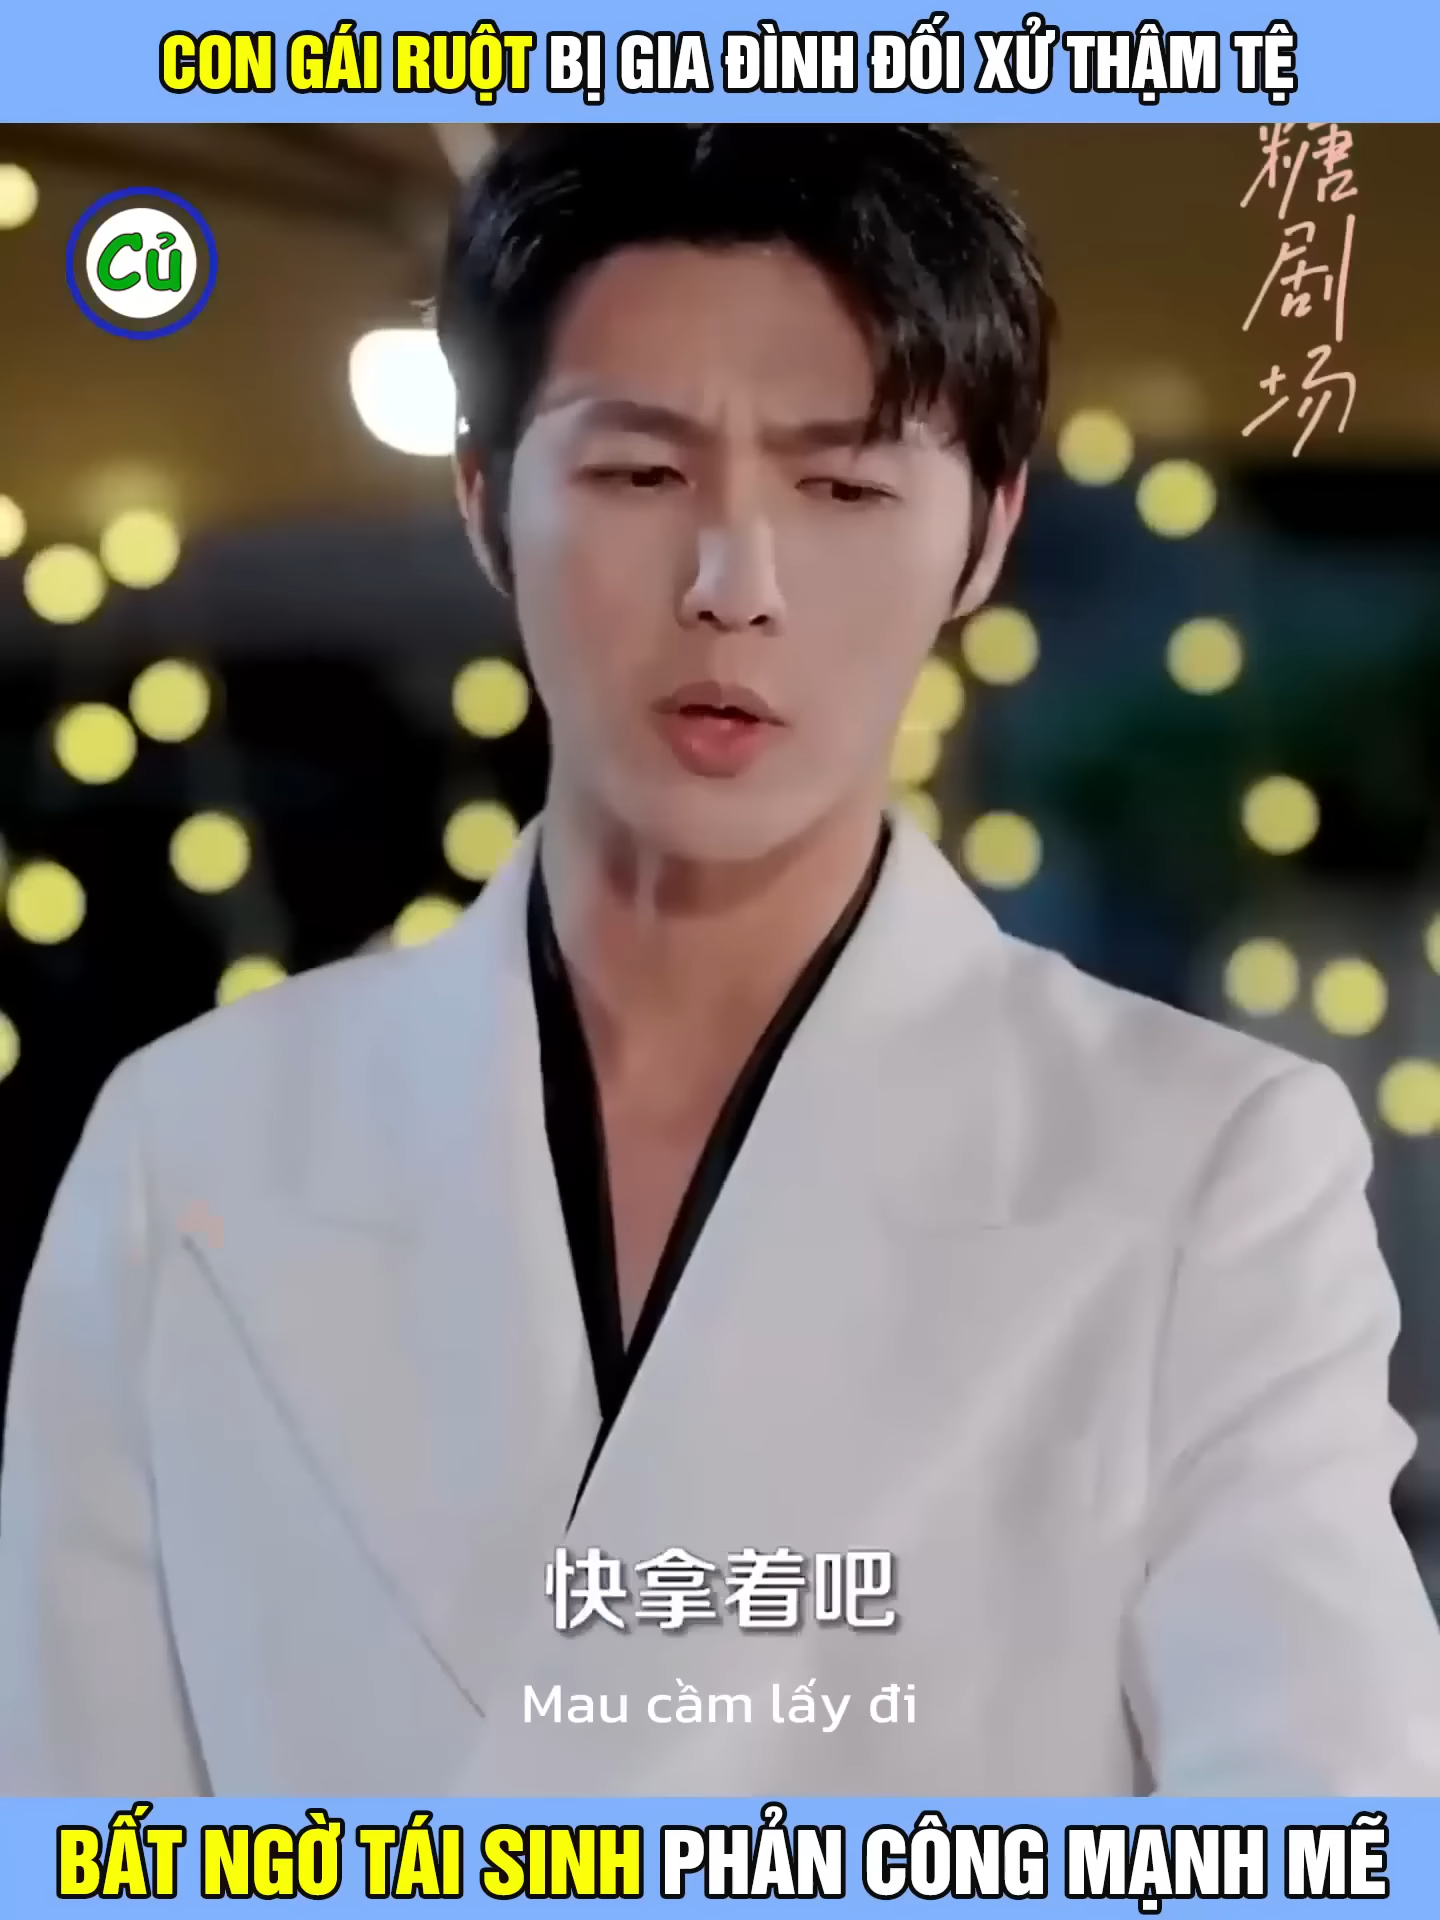 CON GÁI RUỘT BỊ GIA ĐÌNH ĐỐI XỬ THẬM TỆ
Củ
糖剧场
快拿着吧
Mau cầm lấy đi
BẤT NGỜ TÁI SINH PHẢN CÔNG MẠNH MẼ